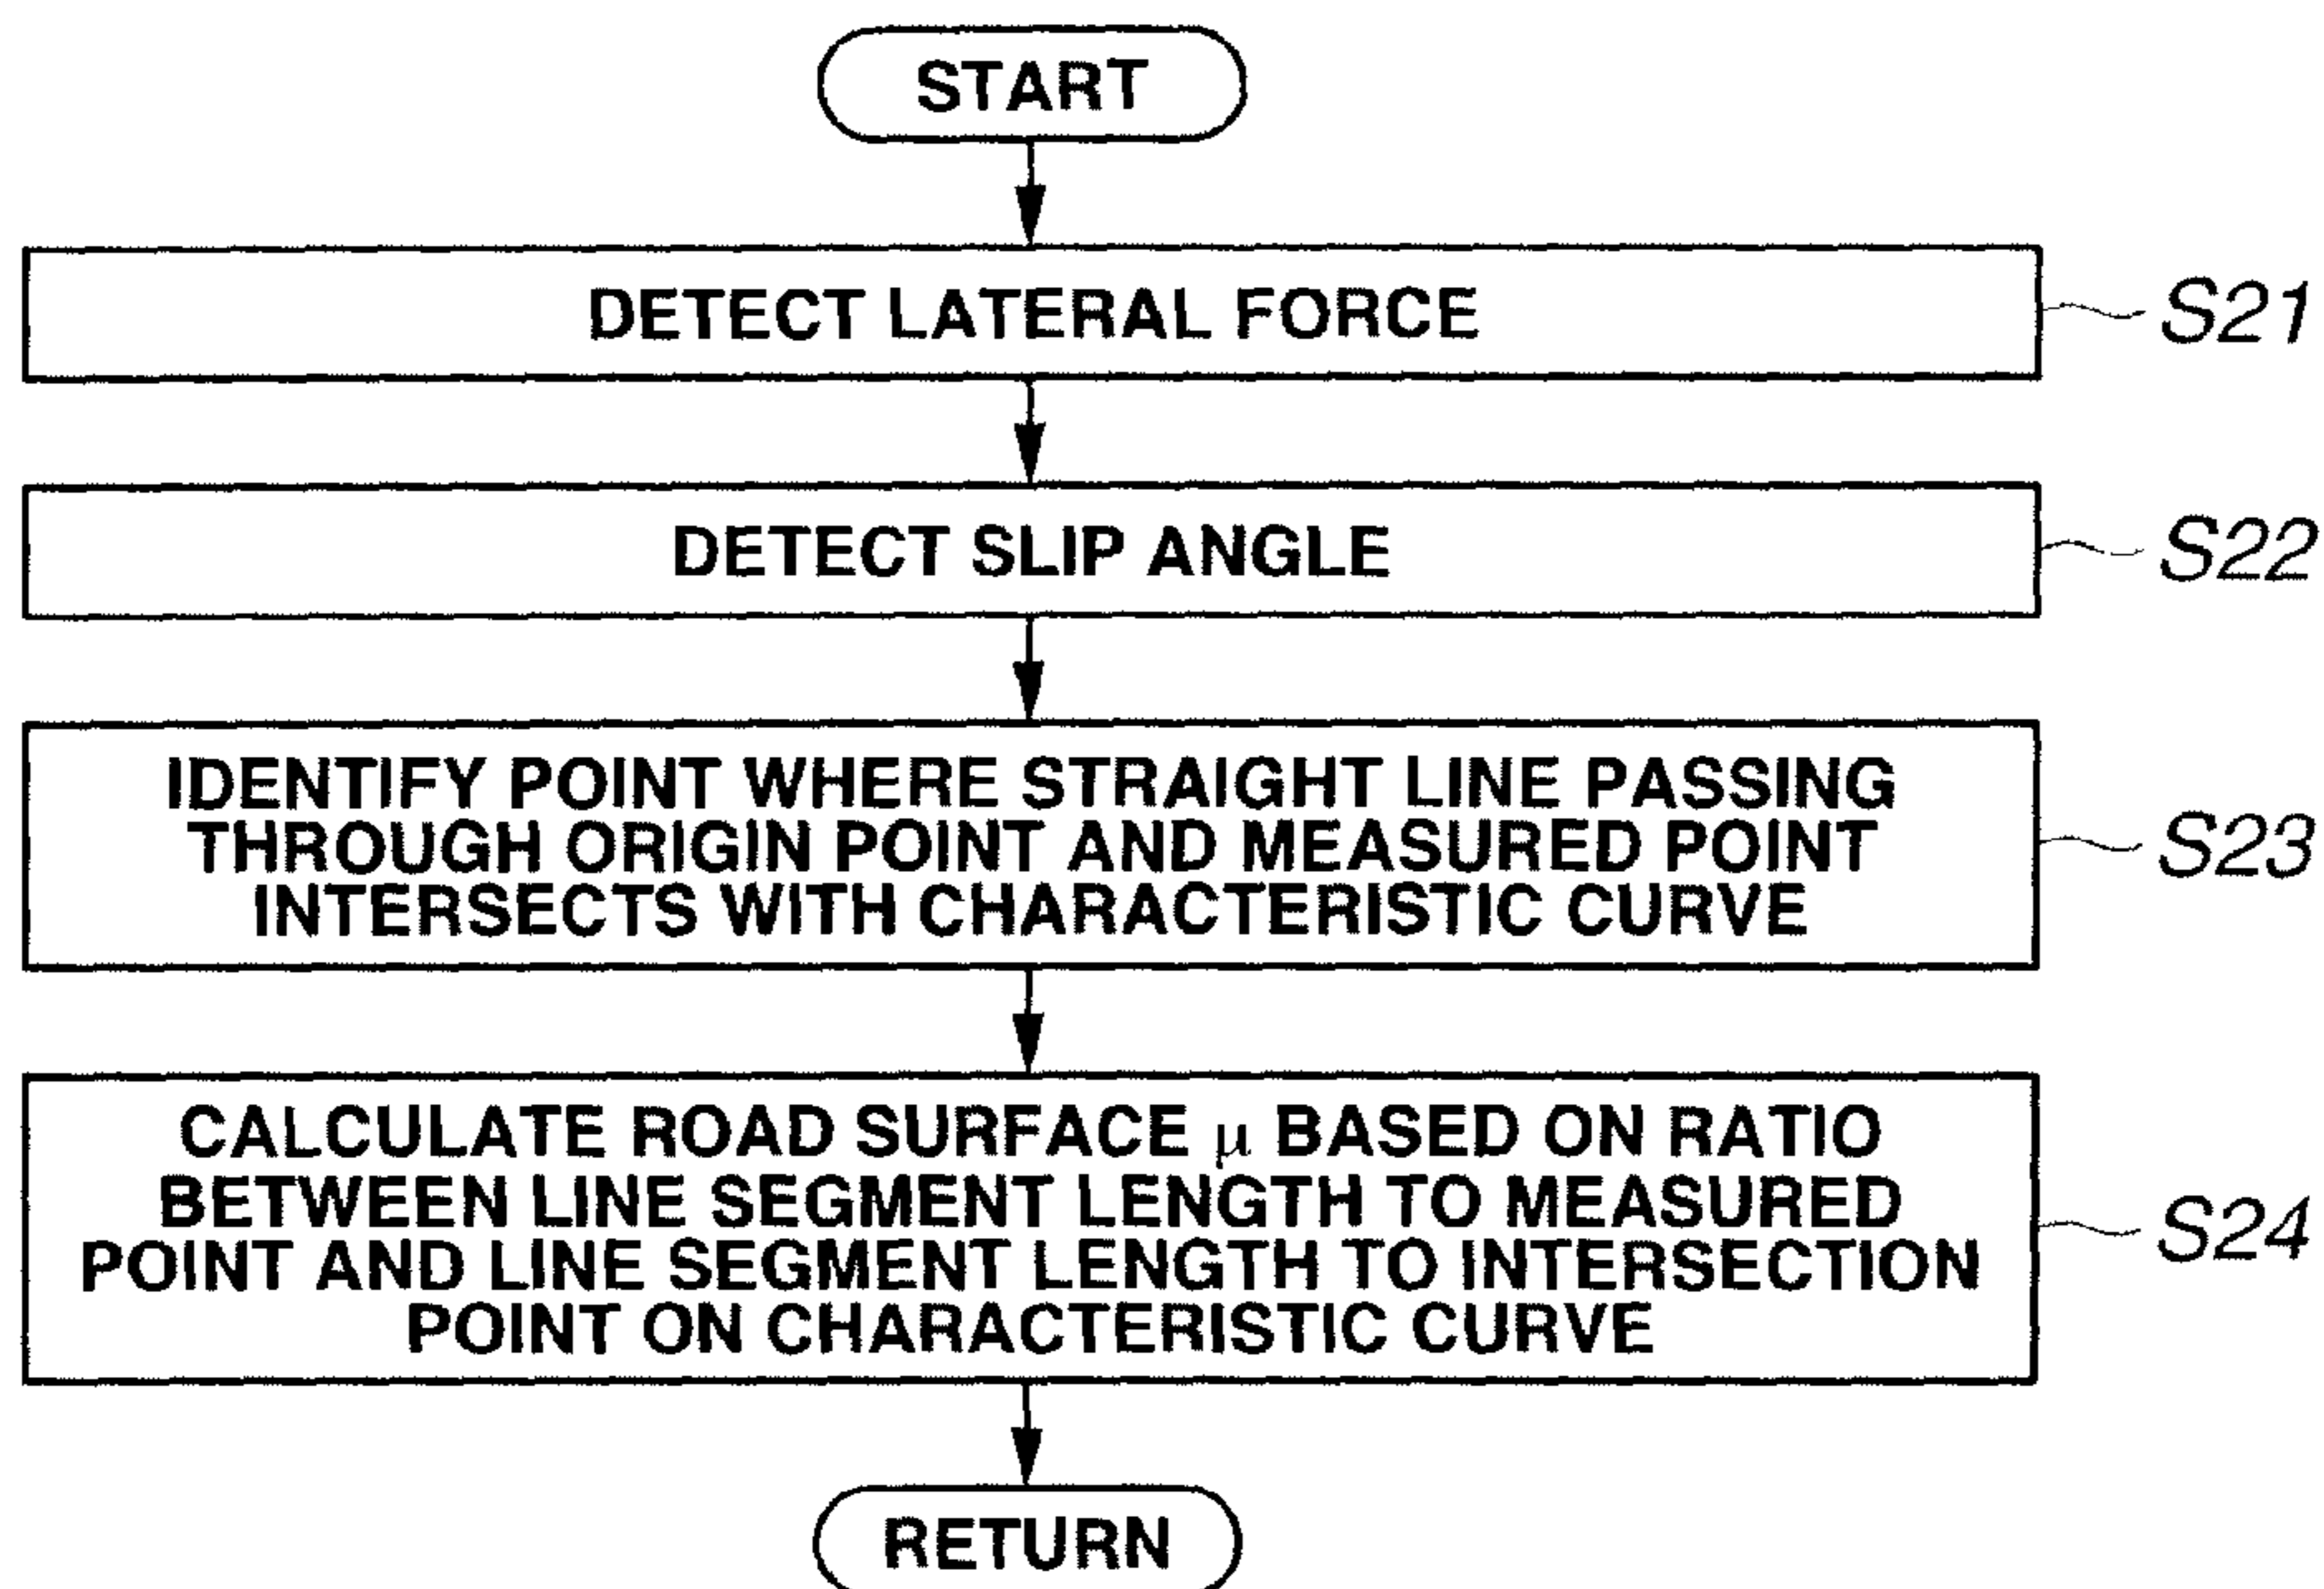 START
DETECT LATERAL FORCE
S21
DETECT SLIP ANGLE
S22
IDENTIFY POINT WHERE STRAIGHT LINE PASSING
THROUGH ORIGIN POINT AND MEASURED POINT
INTERSECTS WITH CHARACTERISTIC CURVE
S23
CALCULATE ROAD SURFACE μ BASED ON RATIO
BETWEEN LINE SEGMENT LENGTH TO MEASURED
POINT AND LINE SEGMENT LENGTH TO INTERSECTION
POINT ON CHARACTERISTIC CURVE
S24
RETURN